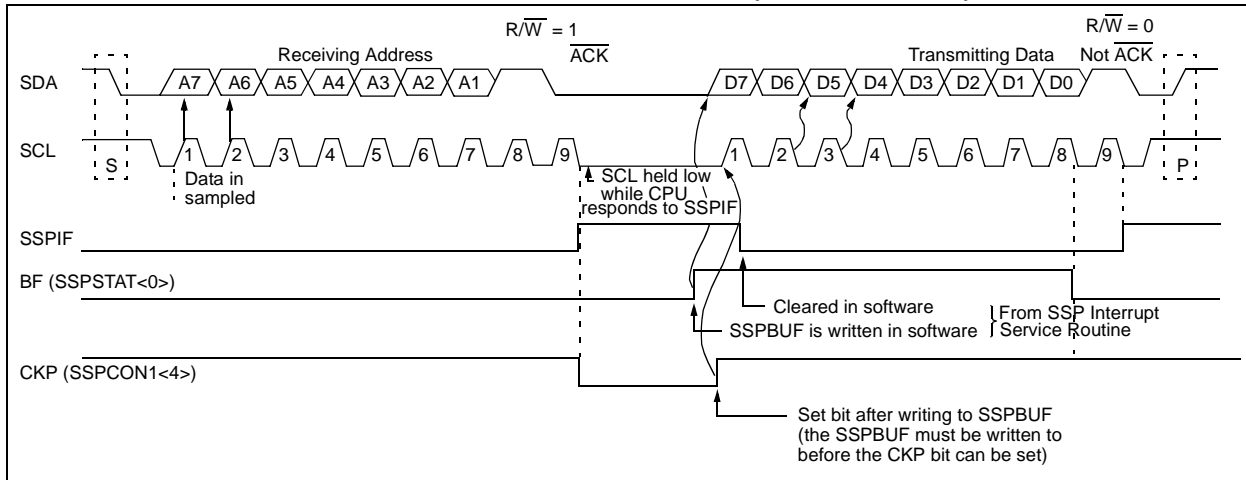 R/W = 1
ACK
R/W = 0
Not ACK
Receiving Address
Transmitting Data
SDA
A7 A6 A5 A4 A3 A2 A1
D7 D6 D5 D4 D3 D2 D1 D0
SCL
S
1 2 3 4 5 6 7 8 9
1 2 3 4 5 6 7 8 9
P
Data in
sampled
SCL held low
while CPU
responds to SSPIF
SSPIF
BF (SSPSTAT<0>)
Cleared in software
SSPBUF is written in software
From SSP Interrupt
Service Routine
CKP (SSPCON1<4>)
Set bit after writing to SSPBUF
(the SSPBUF must be written to
before the CKP bit can be set)